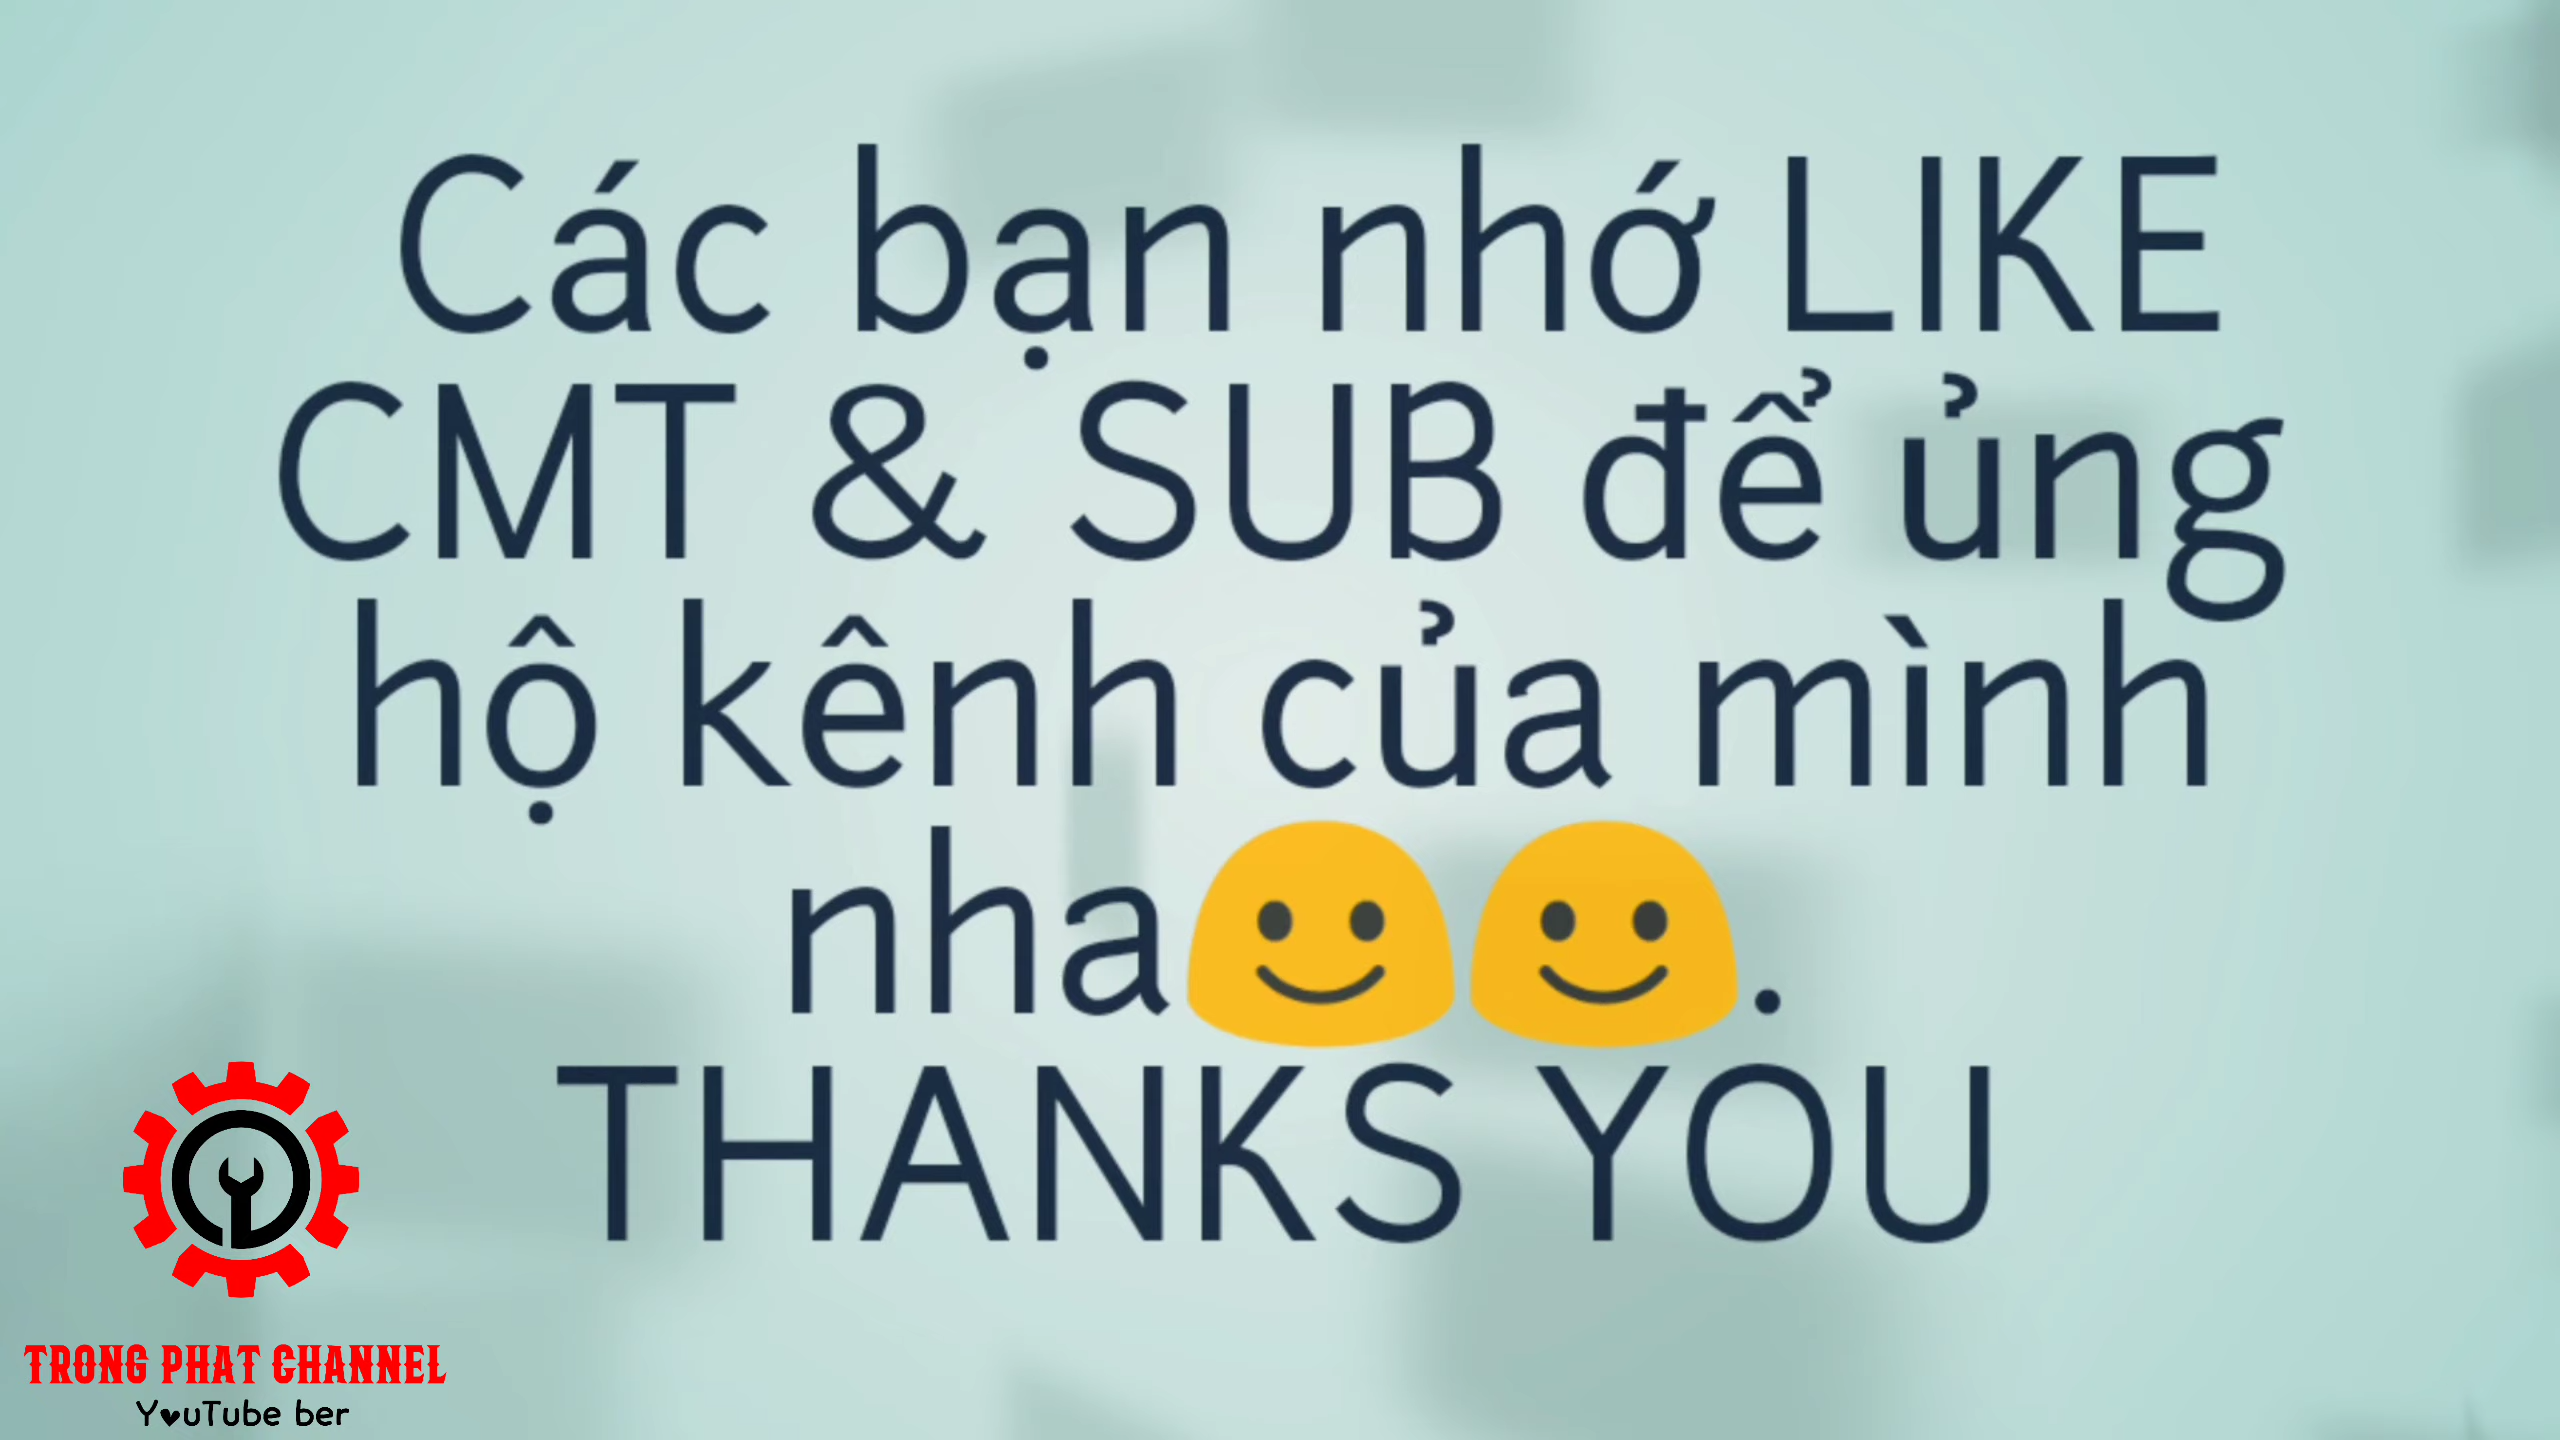 Các bạn nhớ LIKE
CMT & SUB để ủng
hộ kênh của mình
nha🙂🙂.
THANKS YOU
TRONG PHAT CHANNEL
Y♥uTube ber